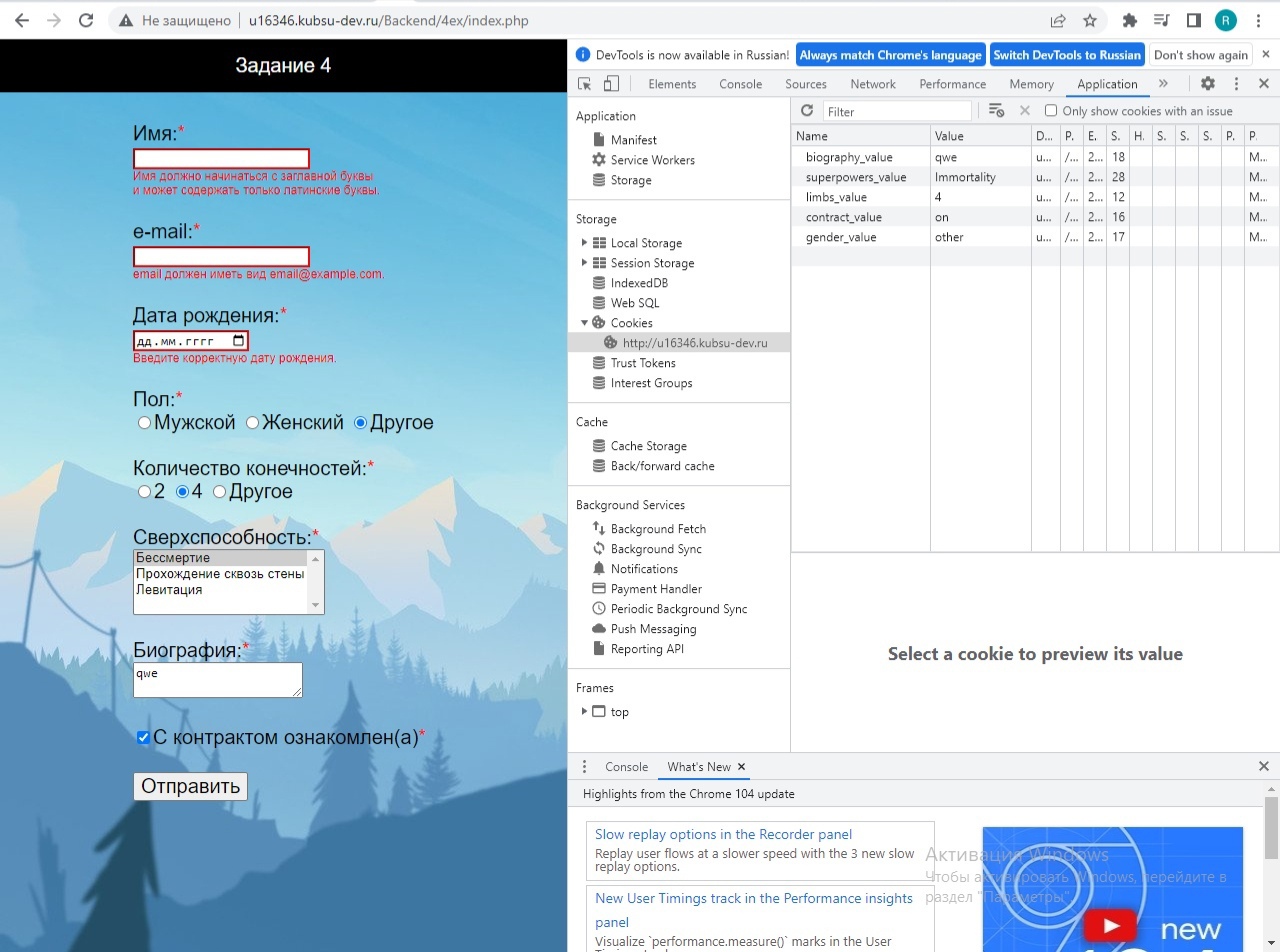 Не защищено u16346.kubsu-dev.ru/Backend/4ex/index.php
R
Задание 4
Имя:*
Имя должно начинаться с заглавной буквы
и может содержать только латинские буквы.
e-mail:*
email должен иметь вид email@example.com.
Дата рождения:*
дд.мм.гггг
Введите корректную дату рождения.
Пол:*
Мужской Женский Другое
Количество конечностей:*
2 4 Другое
Сверхспособность:*
Бессмертие
Прохождение сквозь стены
Левитация
Биография:*
qwe
С контрактом ознакомлен(а)*
Отправить
DevTools is now available in Russian! Always match Chrome's language Switch DevTools to Russian Don't show again
Elements Console Sources Network Performance Memory Application
Application
Manifest
Service Workers
Storage
Storage
Local Storage
Session Storage
IndexedDB
Web SQL
Cookies
http://u16346.kubsu-dev.ru
Trust Tokens
Interest Groups
Cache
Cache Storage
Back/forward cache
Background Services
Background Fetch
Background Sync
Notifications
Payment Handler
Periodic Background Sync
Push Messaging
Reporting API
Frames
top
Filter Only show cookies with an issue
Name Value D... P. E. S. H. S. S. S. P. P.
biography_value qwe u... /... 2... 18 M...
superpowers_value Immortality u... /... 2... 28 M...
limbs_value 4 u... /... 2... 12 M...
contract_value on u... /... 2... 16 M...
gender_value other u... /... 2... 17 M...
Select a cookie to preview its value
Console What's New
Highlights from the Chrome 104 update
Slow replay options in the Recorder panel
Replay user flows at a slower speed with the 3 new slow
replay options.
New User Timings track in the Performance insights
panel
Visualize `performance.measure()` marks in the User
new
Активация Windows
Чтобы активировать Windows, перейдите в
раздел "Параметры".